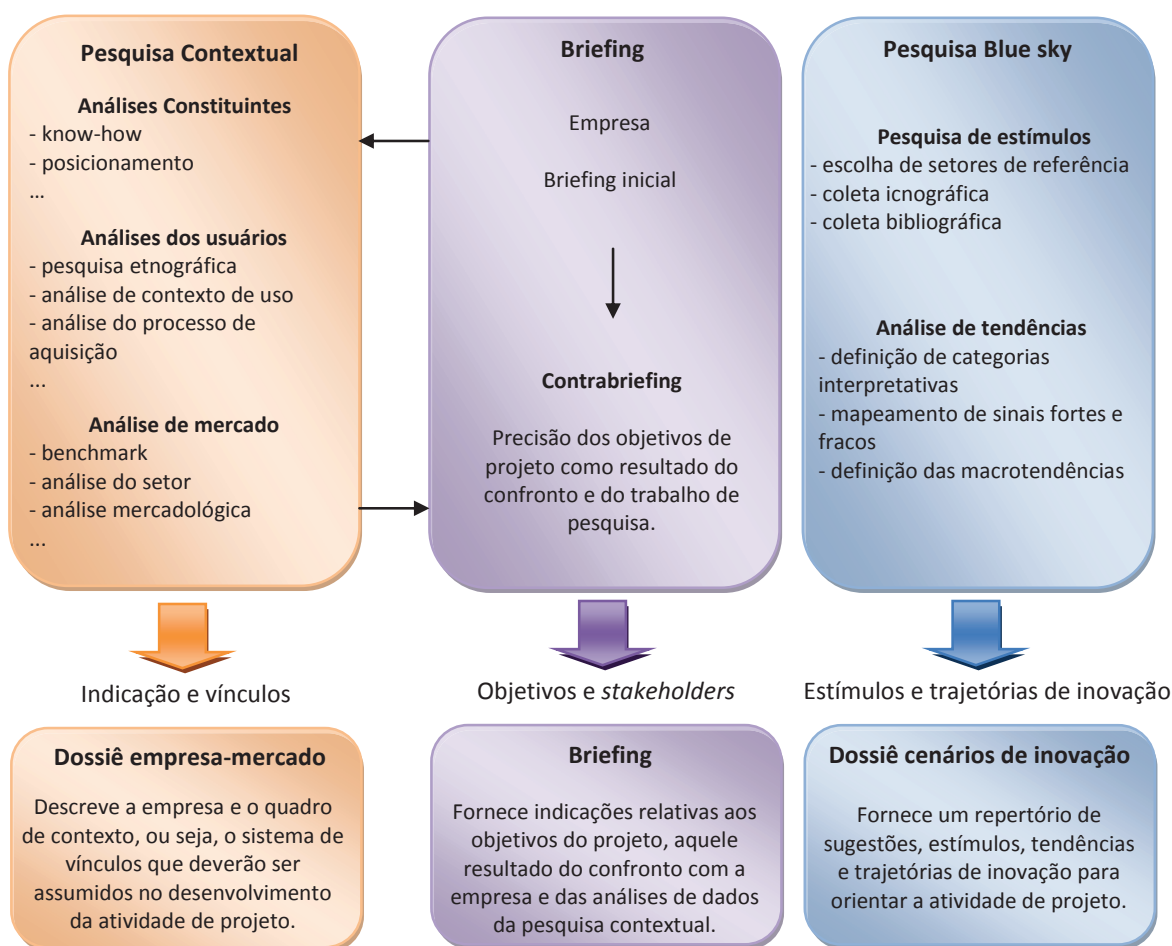 Pesquisa Contextual
Análises Constituintes
- know-how
- posicionamento
...
Análises dos usuários
- pesquisa etnográfica
- análise de contexto de uso
- análise do processo de
aquisição
...
Análise de mercado
- benchmark
- análise do setor
- análise mercadológica
...
Briefing
Empresa
Briefing inicial
Contrabriefing
Precisão dos objetivos de
projeto como resultado do
confronto e do trabalho de
pesquisa.
Pesquisa Blue sky
Pesquisa de estímulos
- escolha de setores de referência
- coleta icnográfica
- coleta bibliográfica
Análise de tendências
- definição de categorias
interpretativas
- mapeamento de sinais fortes e
fracos
- definição das macrotendências
Indicação e vínculos
Objetivos e stakeholders
Estímulos e trajetórias de inovação
Dossiê empresa-mercado
Descreve a empresa e o quadro
de contexto, ou seja, o sistema de
vínculos que deverão ser
assumidos no desenvolvimento
da atividade de projeto.
Briefing
Fornece indicações relativas aos
objetivos do projeto, aquele
resultado do confronto com a
empresa e das análises de dados
da pesquisa contextual.
Dossiê cenários de inovação
Fornece um repertório de
sugestões, estímulos, tendências
e trajetórias de inovação para
orientar a atividade de projeto.